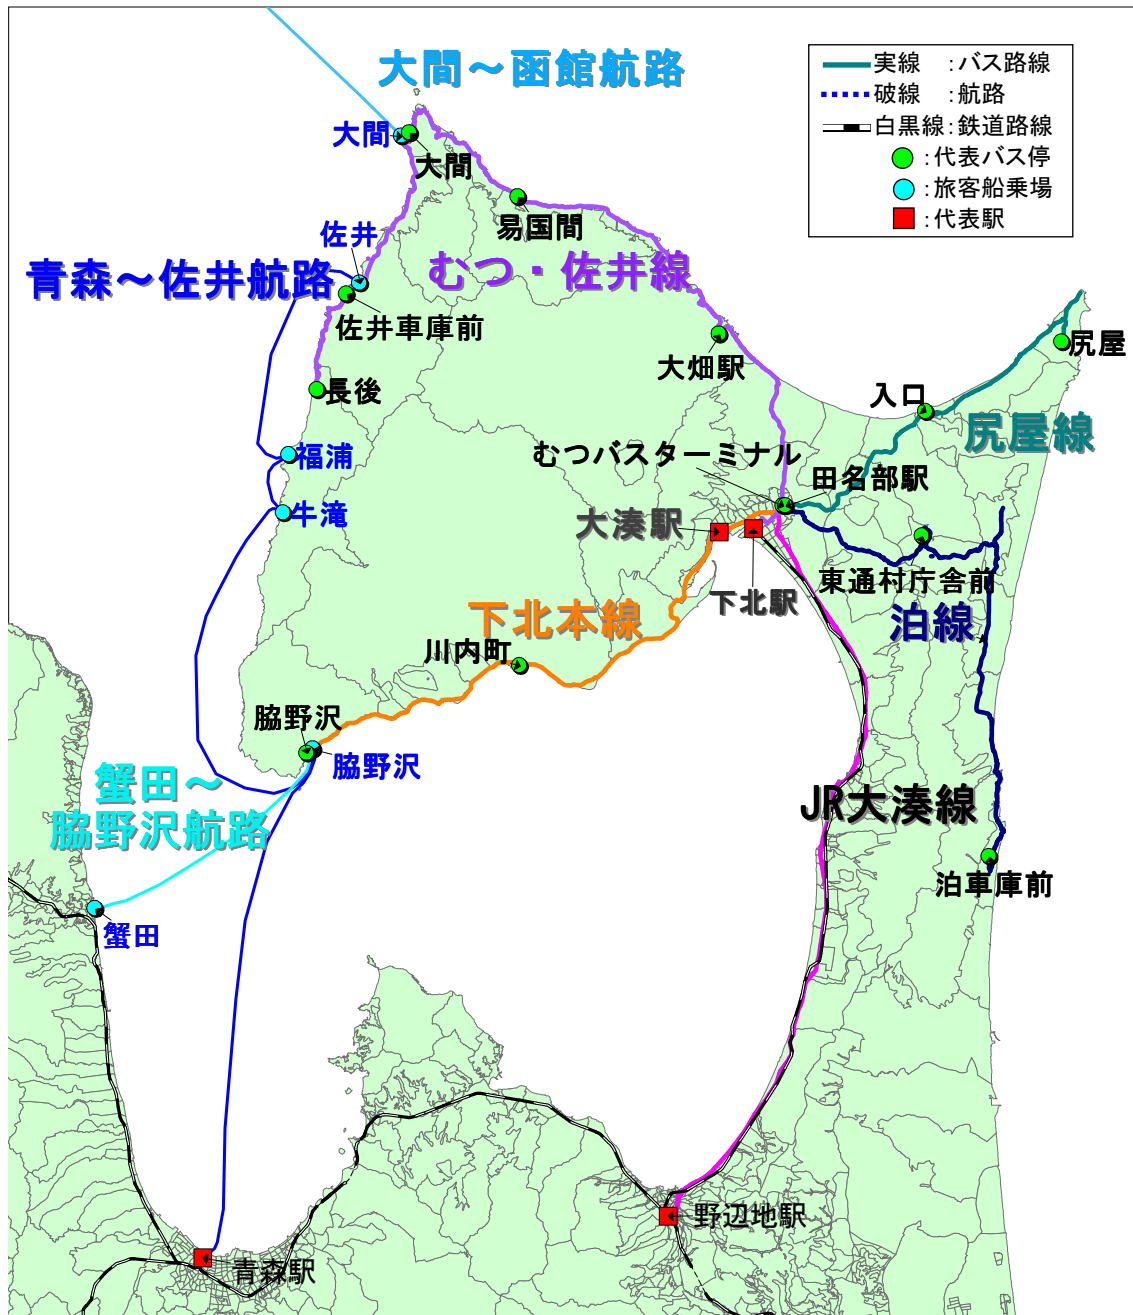 大間～函館航路
実線 ：バス路線
破線 ：航路
白黒線：鉄道路線
：代表バス停
：旅客船乗場
：代表駅
大間
大間
易国間
佐井
青森～佐井航路
むつ・佐井線
佐井車庫前
大畑駅
尻屋
長後
入口
尻屋線
福浦
むつバスターミナル
田名部駅
牛滝
大湊駅
東通村庁舎前
下北駅
下北本線
泊線
川内町
脇野沢
脇野沢
蟹田～
脇野沢航路
JR大湊線
泊車庫前
蟹田
野辺地駅
青森駅